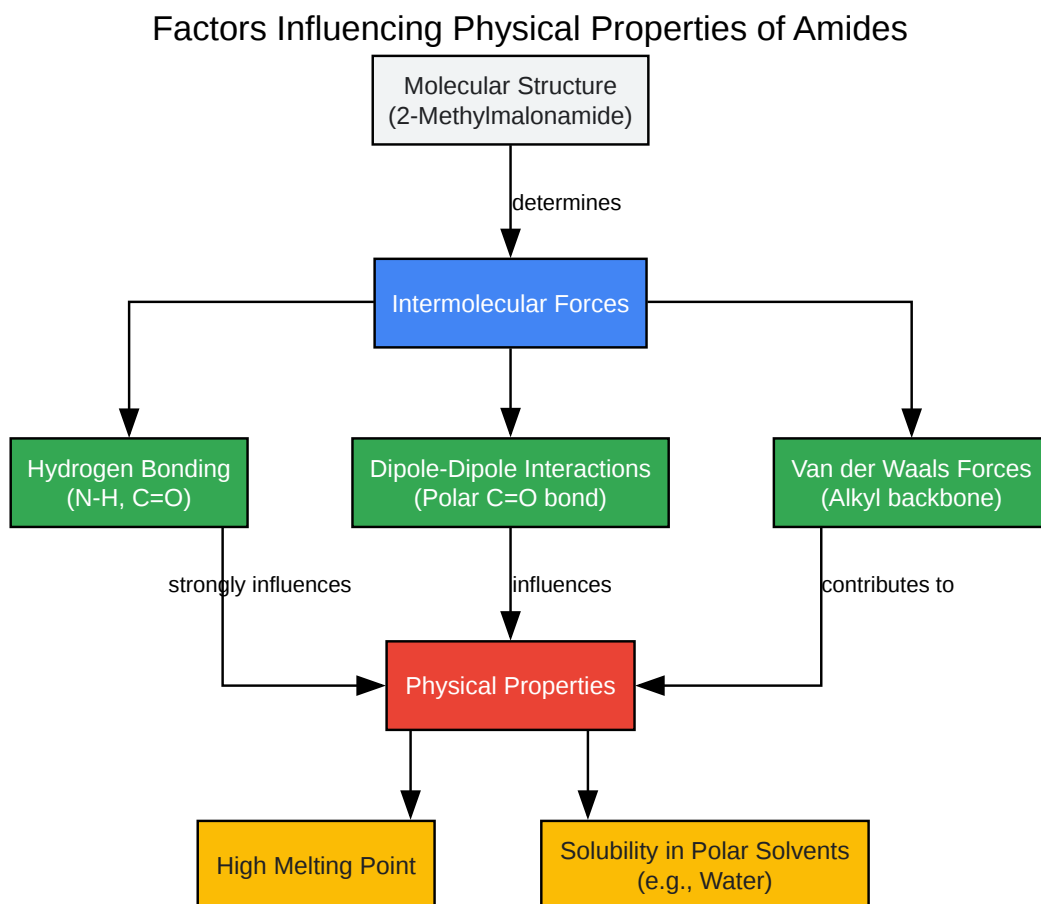 Factors Influencing Physical Properties of Amides
Molecular Structure
(2-Methylmalonamide)
determines
Intermolecular Forces
Hydrogen Bonding
(N-H, C=O)
Dipole-Dipole Interactions
(Polar C=O bond)
Van der Waals Forces
(Alkyl backbone)
strongly influences
influences
contributes to
Physical Properties
High Melting Point
Solubility in Polar Solvents
(e.g., Water)